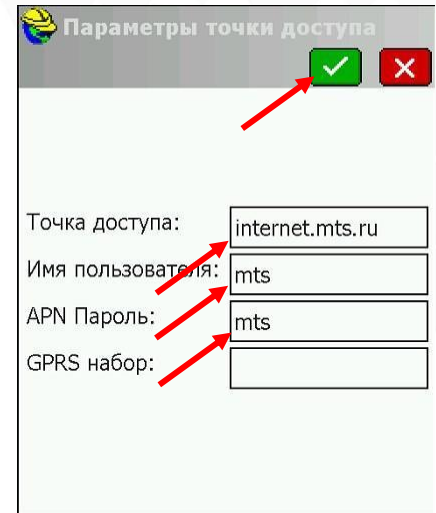 Параметры точки доступа
Точка доступа: internet.mts.ru
Имя пользователя: mts
APN Пароль: mts
GPRS набор: